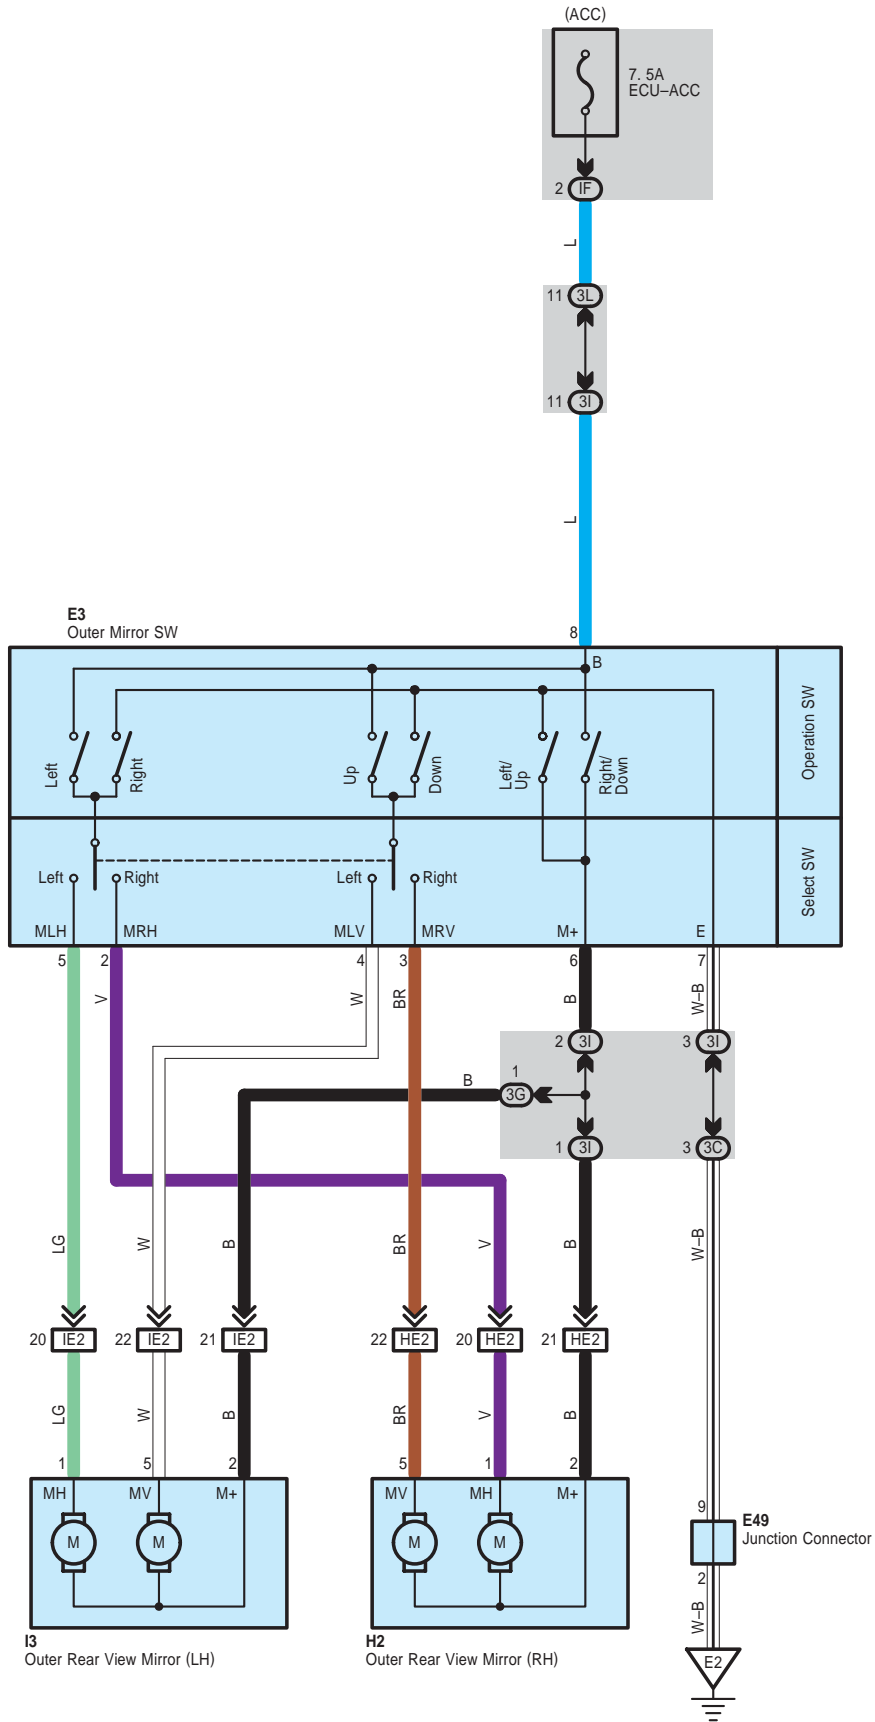 (ACC)
7. 5A
ECU–ACC
2 IF
L
11 3L
11 3I
L
E3
Outer Mirror SW
8
B
Operation SW
Left
Right
Up
Down
Left/
Up
Right/
Down
Select SW
Left Right Left Right
MLH MRH MLV MRV M+ E
5 2 4 3 6 7
V W BR B W–B
2 3I 3 3I
1
B 3G
1 3I 3 3C
LG W B BR V B W–B
20 IE2 22 IE2 21 IE2 22 HE2 20 HE2 21 HE2
LG W B BR V B
1 5 2 5 1 2
MH MV M+ MV MH M+
M M M M
9
E49
Junction Connector
2
W–B
I3
Outer Rear View Mirror (LH)
H2
Outer Rear View Mirror (RH)
E2